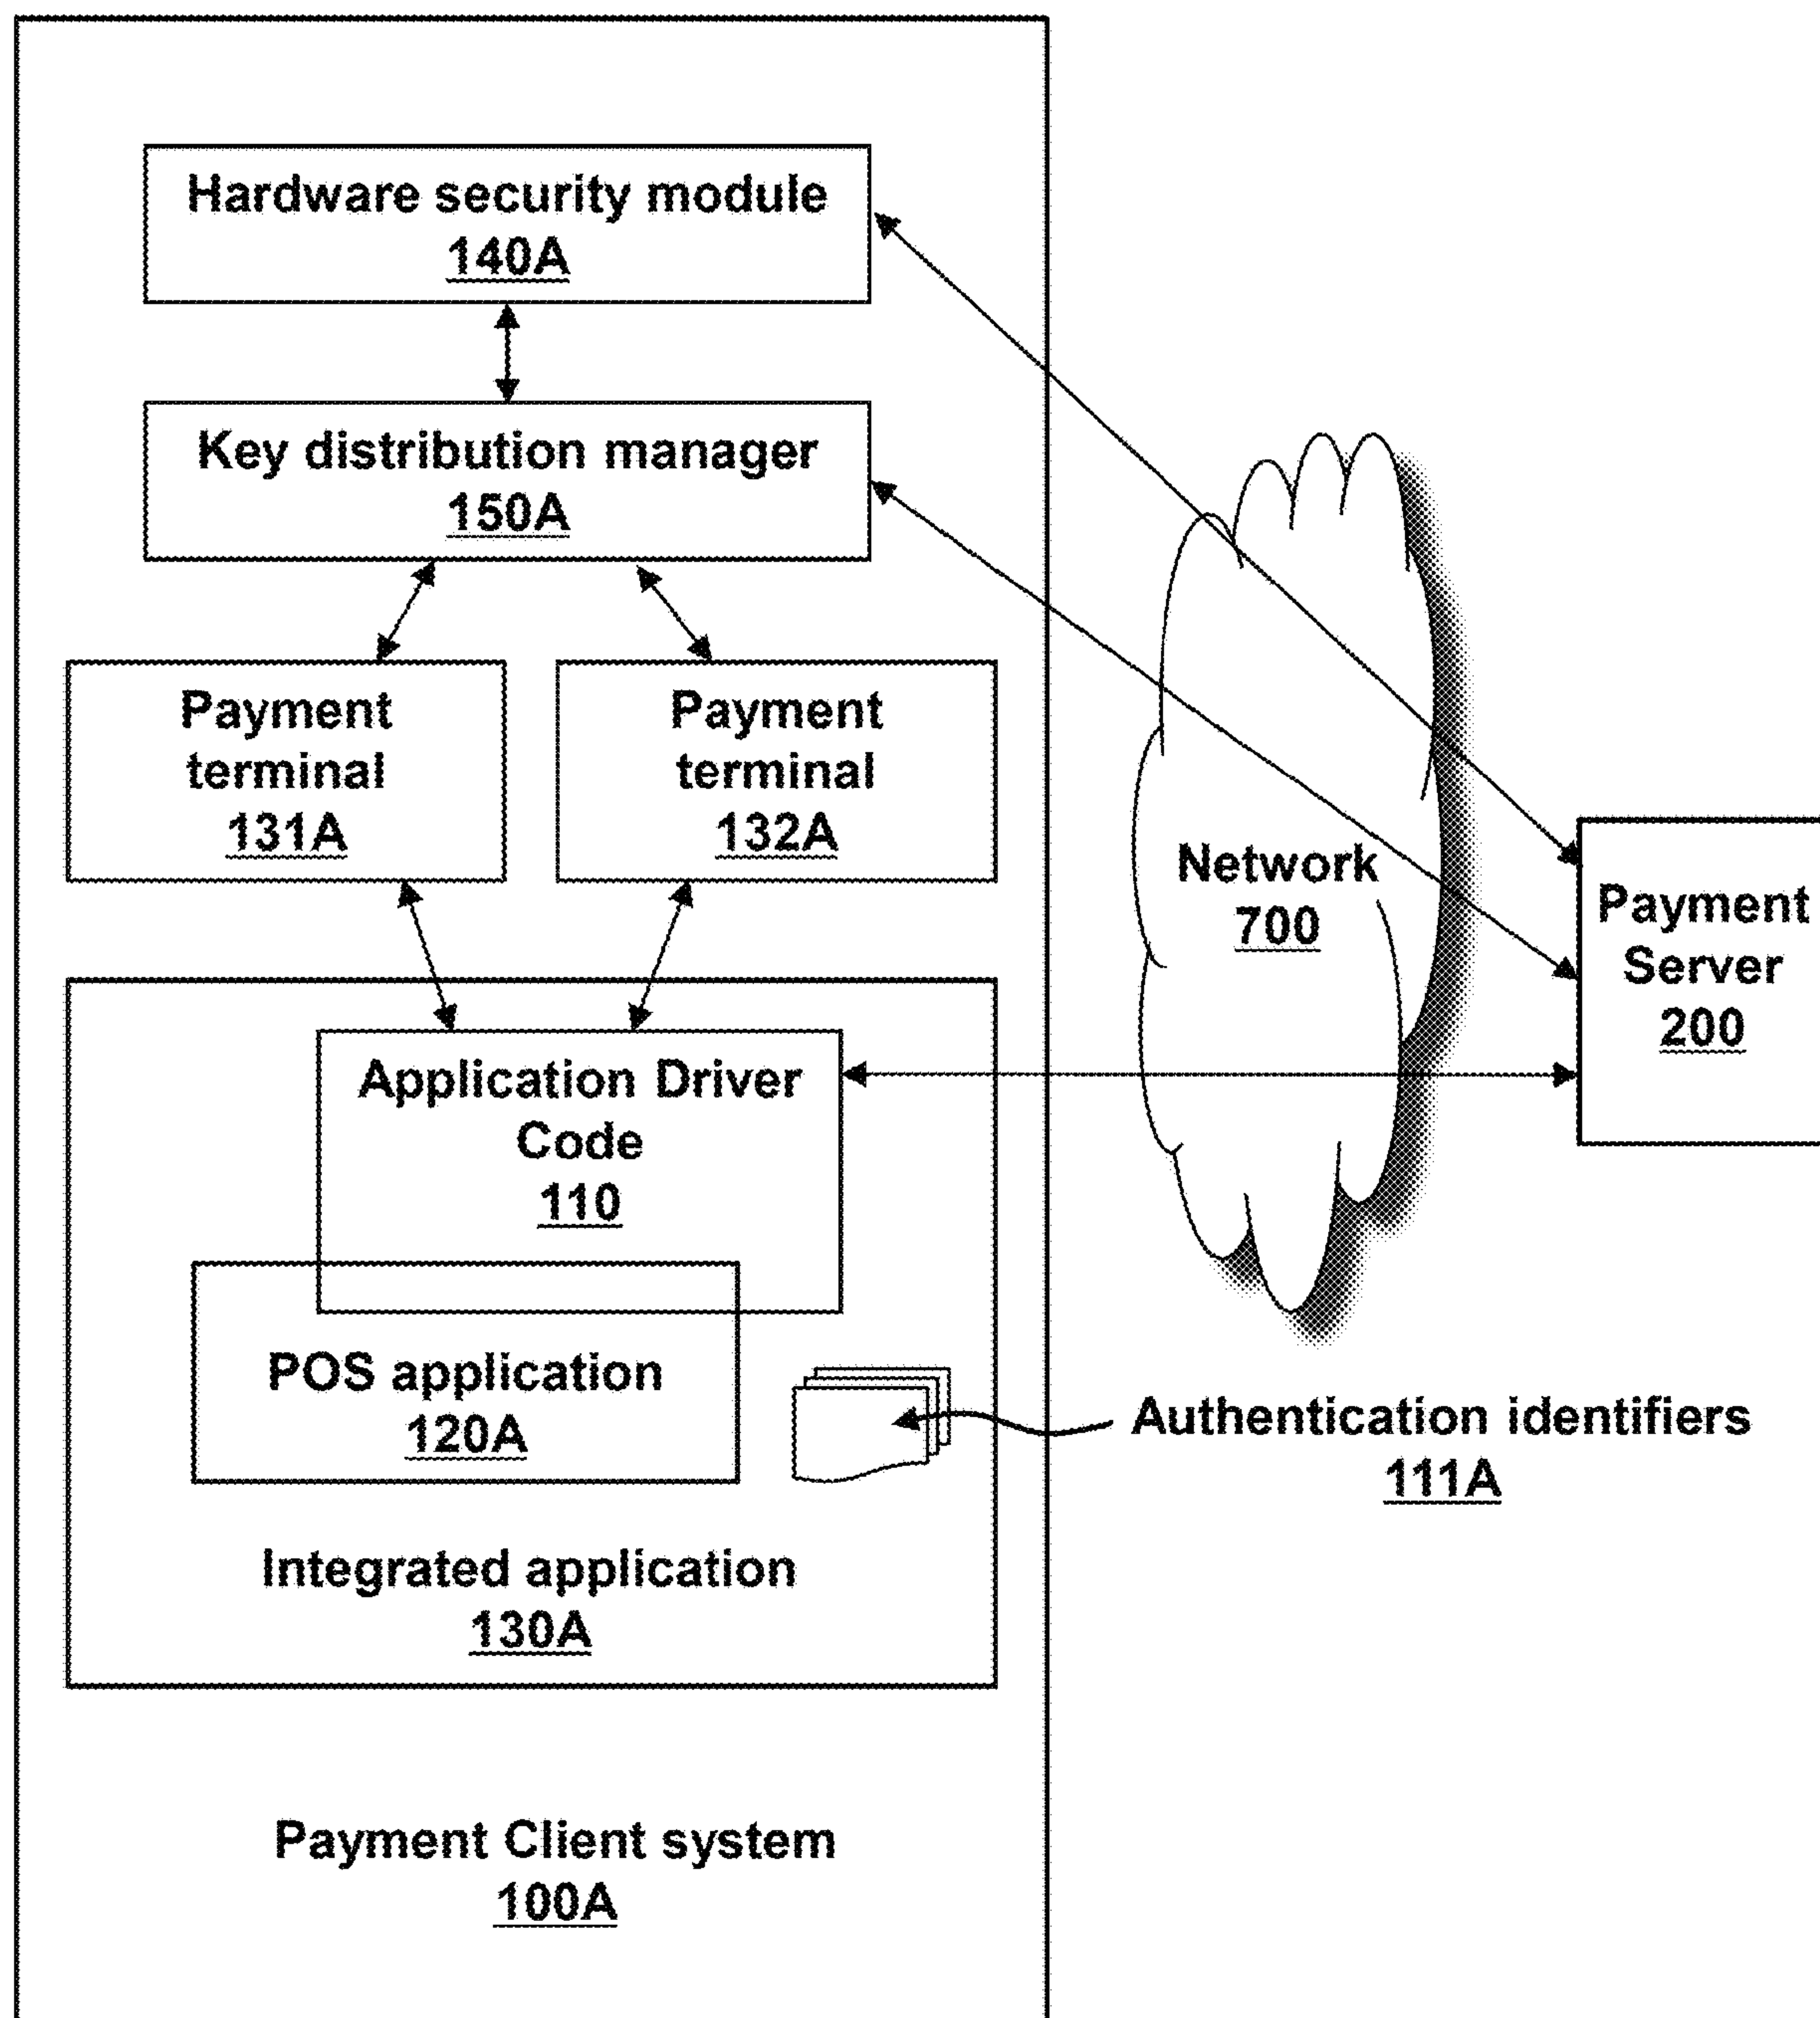 Hardware security module
140A
Key distribution manager
150A
Payment
terminal
131A
Payment
terminal
132A
Network
700
Payment
Server
200
Application Driver
Code
110
POS application
120A
Authentication identifiers
111A
Integrated application
130A
Payment Client system
100A